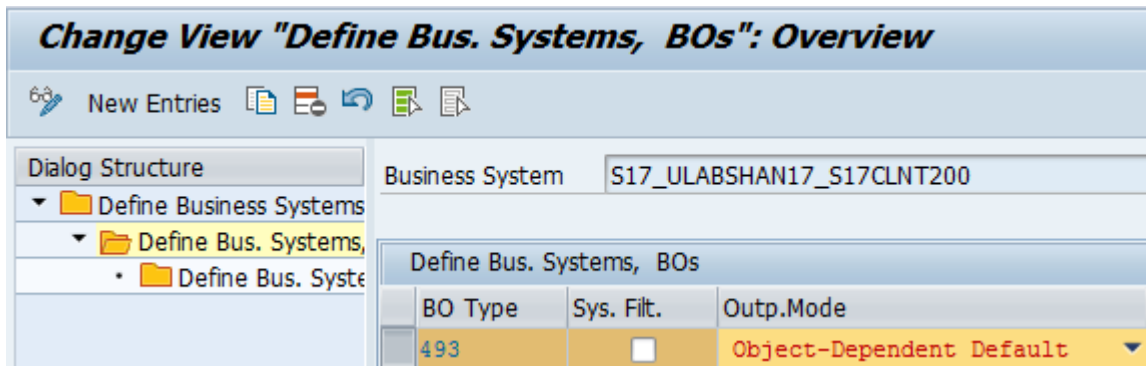 Change View "Define Bus. Systems, BOs": Overview
New Entries
Dialog Structure
Define Business Systems
Define Bus. Systems,
Define Bus. Syste
Business System S17_ULABSHAN17_S17CLNT200
Define Bus. Systems, BOs
BO Type Sys. Filt. Outp.Mode
493 Object-Dependent Default